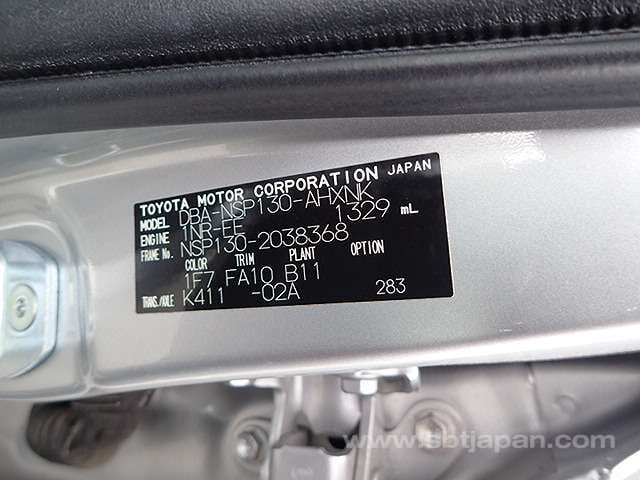 TOYOTA MOTOR CORPORATION JAPAN
MODEL DBA-NSP130-AHXNK
ENGINE 1NR-FE 1329 mL
FRAME No. NSP130-2038368
COLOR TRIM PLANT OPTION
1F7 FA10 B11
TRANS./AXLE K411 -02A 283
www.sbtjapan.com